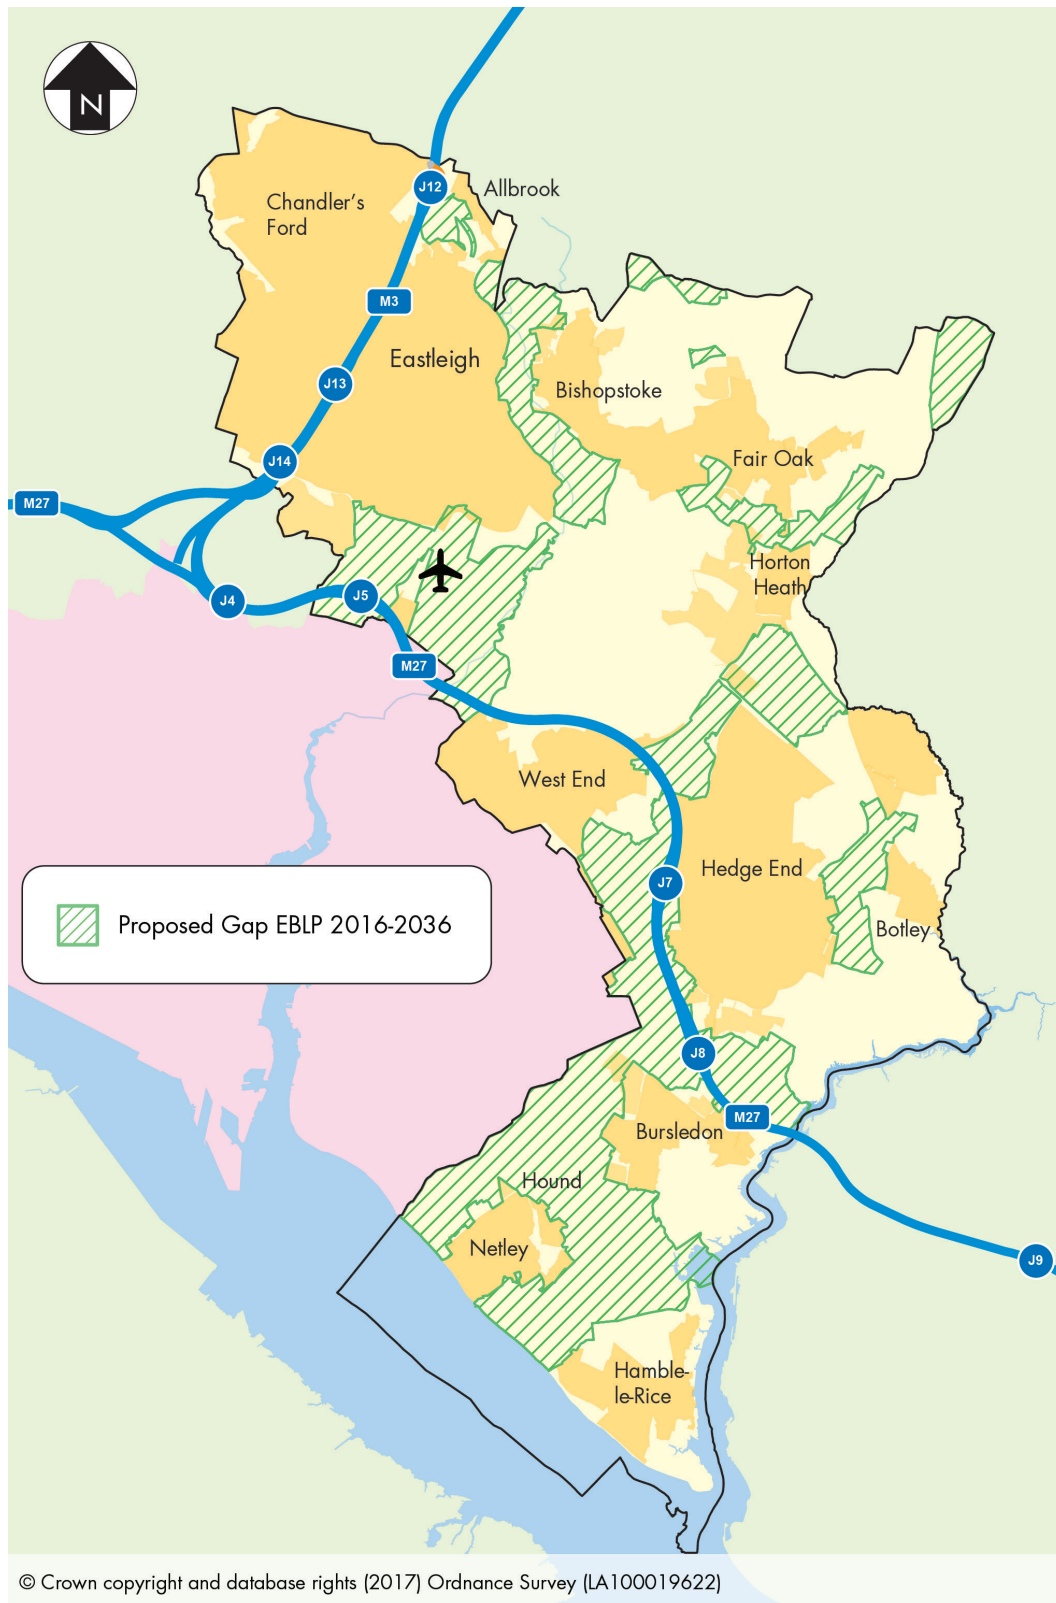 N
J12
Allbrook
Chandler's
Ford
M3
Eastleigh
J13
Bishopstoke
Fair Oak
J14
M27
Horton
Heath
J4
J5
M27
West End
Hedge End
J7
Proposed Gap EBLP 2016-2036
Botley
J8
M27
Bursledon
Hound
Netley
J9
Hamble-
le-Rice
© Crown copyright and database rights (2017) Ordnance Survey (LA100019622)